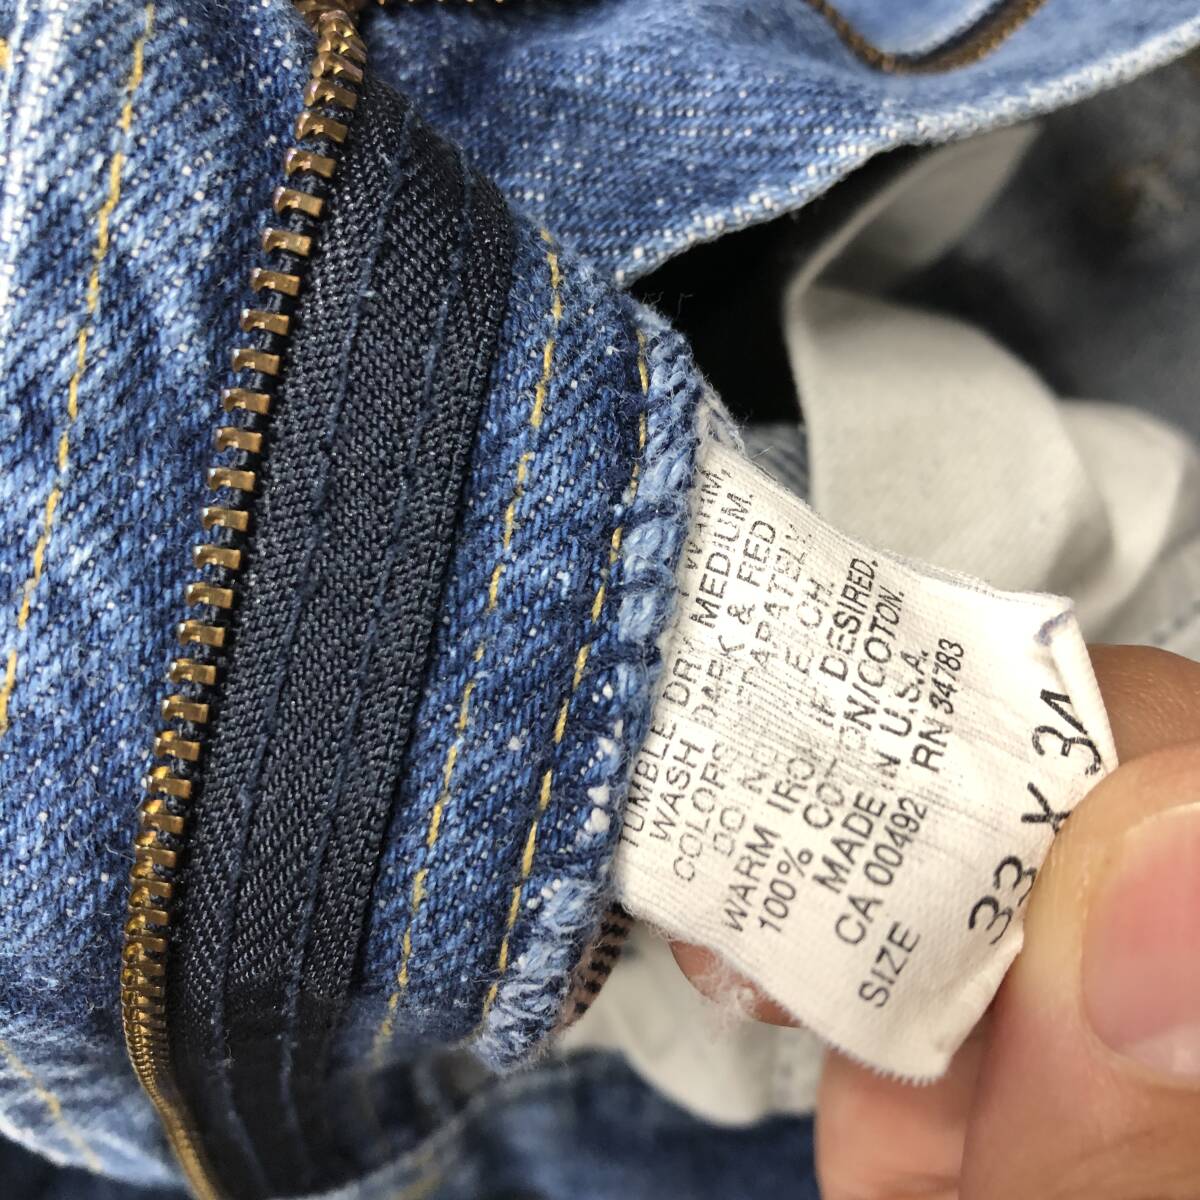 WARM,
TUMBLE DRY MEDIUM.
WASH DARK & RED
COLORS SEPARATELY.
DO NOT BLEACH.
WARM IRON IF DESIRED.
100% COTTON/COTON.
MADE IN U.S.A.
CA 00492 RN 34783
SIZE 33 X 34